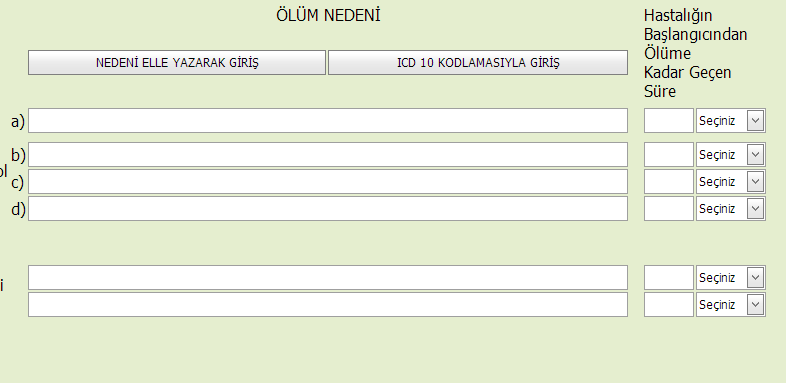 ÖLÜM NEDENİ
Hastalığın
Başlangıcından
Ölüme
Kadar Geçen
Süre
NEDENİ ELLE YAZARAK GİRİŞ
ICD 10 KODLAMASIYLA GİRİŞ
a)
Seçiniz
b)
Seçiniz
ol
c)
Seçiniz
d)
Seçiniz
i
Seçiniz
Seçiniz